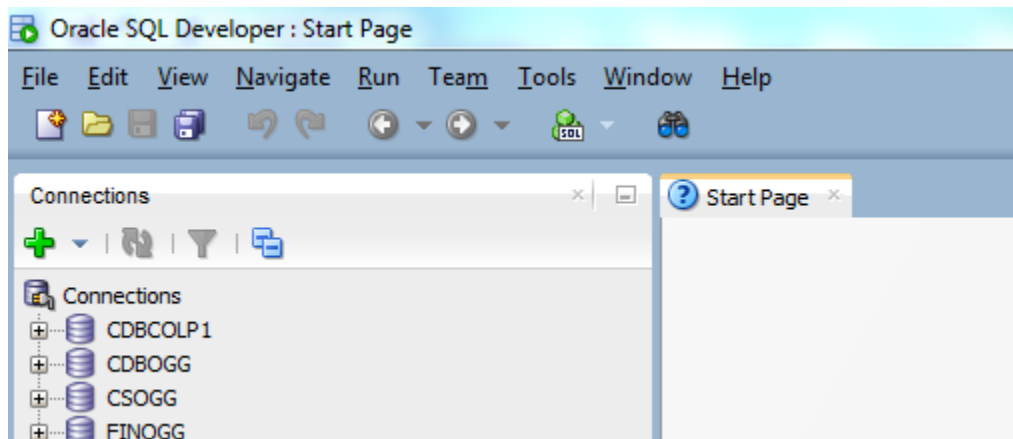 Oracle SQL Developer : Start Page
File Edit View Navigate Run Team Tools Window Help
SQL
Connections
Start Page
Connections
CDBCOLP1
CDBOGG
CSOGG
FINOGG